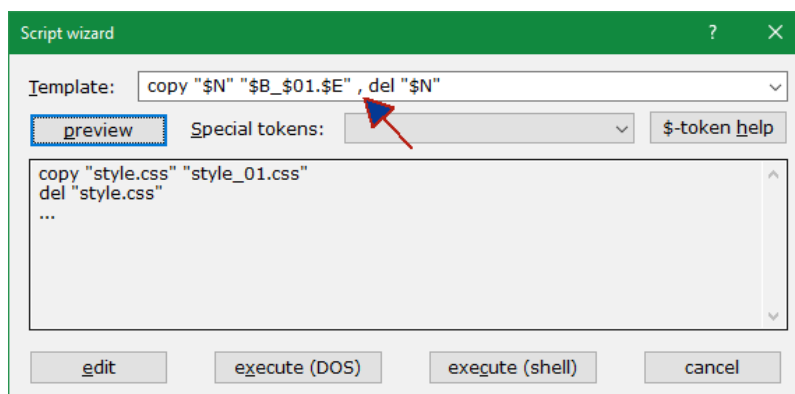 Script wizard ?
Template: copy "$N" "$B_$01.$E" , del "$N"
preview Special tokens: $-token help
copy "style.css" "style_01.css"
del "style.css"
...
edit execute (DOS) execute (shell) cancel